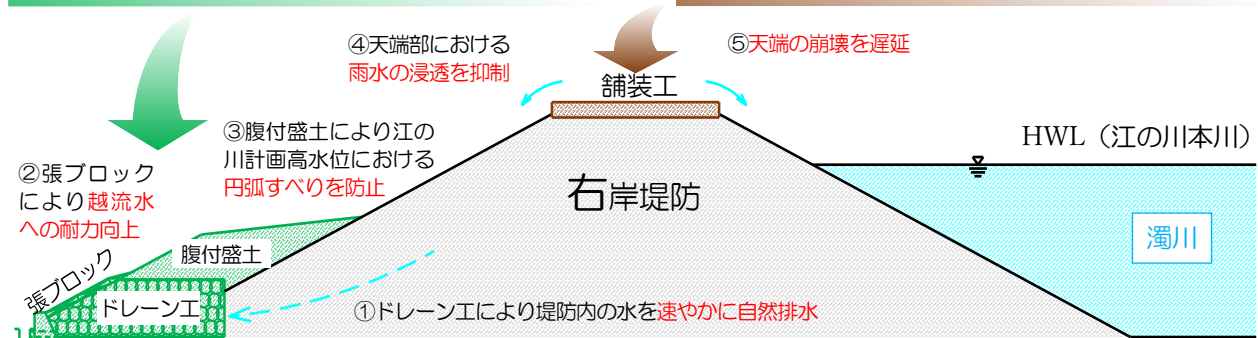 ④天端部における
雨水の浸透を抑制
⑤天端の崩壊を遅延
舗装工
③腹付盛土により江の
川計画高水位における
円弧すべりを防止
HWL（江の川本川）
②張ブロック
により越流水
への耐力向上
右岸堤防
濁川
腹付盛土
張ブロック
ドレーン工
①ドレーン工により堤防内の水を速やかに自然排水